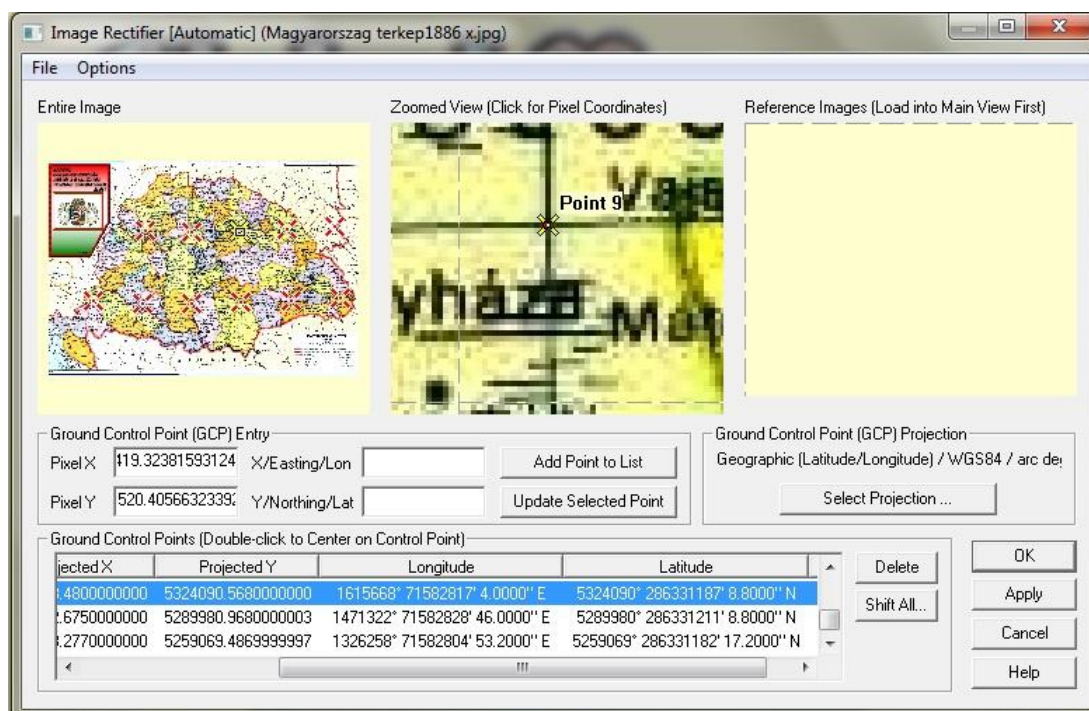 Image Rectifier [Automatic] (Magyarorszag terkep1886 x.jpg)
File Options
Entire Image
Zoomed View (Click for Pixel Coordinates)
Reference Images (Load into Main View First)
Point 9
yháza
Ground Control Point (GCP) Entry
Pixel X 419.32381593124 X/Easting/Lon Add Point to List
Pixel Y 520.40566323392 Y/Northing/Lat Update Selected Point
Ground Control Point (GCP) Projection
Geographic (Latitude/Longitude) / WGS84 / arc de
Select Projection ...
Ground Control Points (Double-click to Center on Control Point)
jected X Projected Y Longitude Latitude
.4800000000 5324090.5680000000 1615668° 71582817' 4.0000" E 5324090° 286331187' 8.8000" N
.6750000000 5289980.9680000003 1471322° 71582828' 46.0000" E 5289980° 286331211' 8.8000" N
.2770000000 5259069.4869999997 1326258° 71582804' 53.2000" E 5259069° 286331182' 17.2000" N
Delete
Shift All...
OK
Apply
Cancel
Help